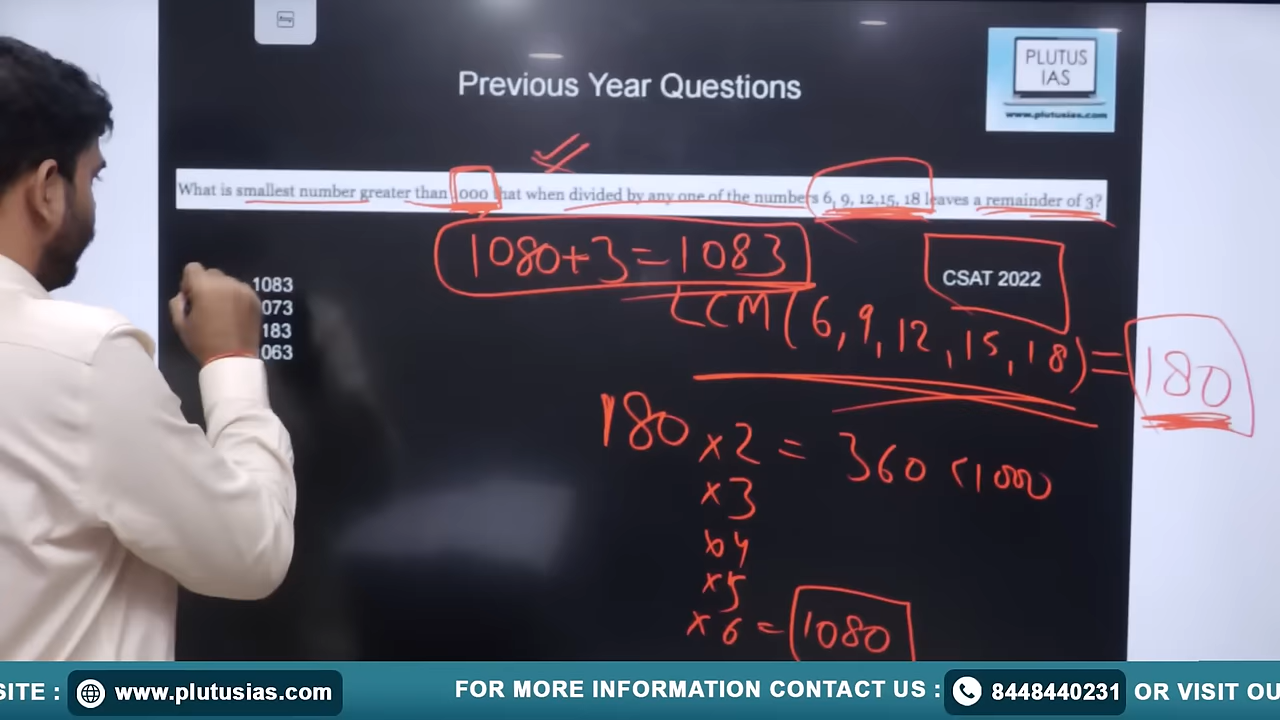 PLUTUS
IAS
www.plutusias.com
Previous Year Questions
What is smallest number greater than 000 that when divided by any one of the numbers 6, 9, 12,15, 18 leaves a remainder of 3?
1080+3=1083
CSAT 2022
1083
073
183
063
LCM(6,9,12,15,18)=180
180 ×2 = 360 <1000
×3
×4
×5
×6 = 1080
SITE : www.plutusias.com FOR MORE INFORMATION CONTACT US : 8448440231 OR VISIT OU